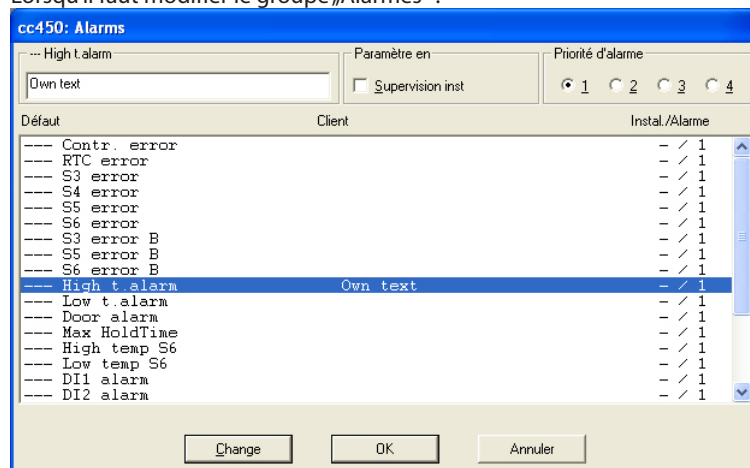 Lorsqu'il faut modifier le groupe „Alarmes" :
cc450: Alarms
--- High t.alarm
Paramètre en
Priorité d'alarme
Own text
Supervision inst
1 2 3 4
Défaut Client Instal./Alarme
--- Contr. error - / 1
--- RTC error - / 1
--- S3 error - / 1
--- S4 error - / 1
--- S5 error - / 1
--- S6 error - / 1
--- S3 error B - / 1
--- S5 error B - / 1
--- S6 error B - / 1
--- High t.alarm Own text - / 1
--- Low t.alarm - / 1
--- Door alarm - / 1
--- Max HoldTime - / 1
--- High temp S6 - / 1
--- Low temp S6 - / 1
--- DI1 alarm - / 1
--- DI2 alarm - / 1
Change OK Annuler